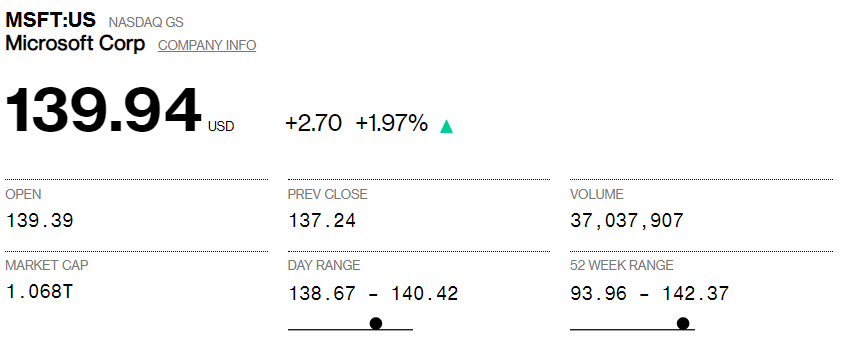 MSFT:US NASDAQ GS
Microsoft Corp COMPANY INFO
139.94 USD +2.70 +1.97%
OPEN PREV CLOSE VOLUME
139.39 137.24 37,037,907
MARKET CAP DAY RANGE 52 WEEK RANGE
1.068T 138.67 – 140.42 93.96 – 142.37